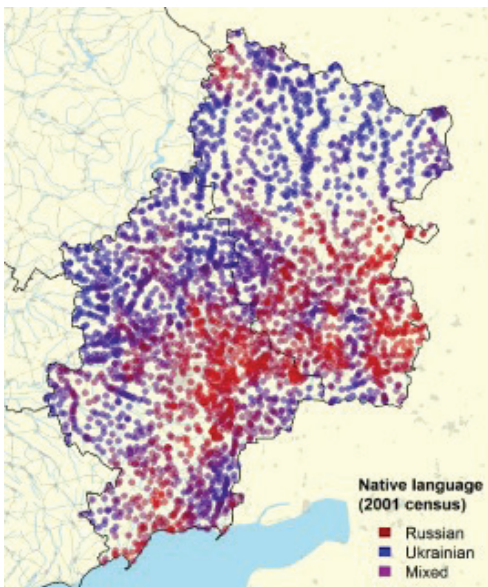 Native language
(2001 census)
Russian
Ukrainian
Mixed